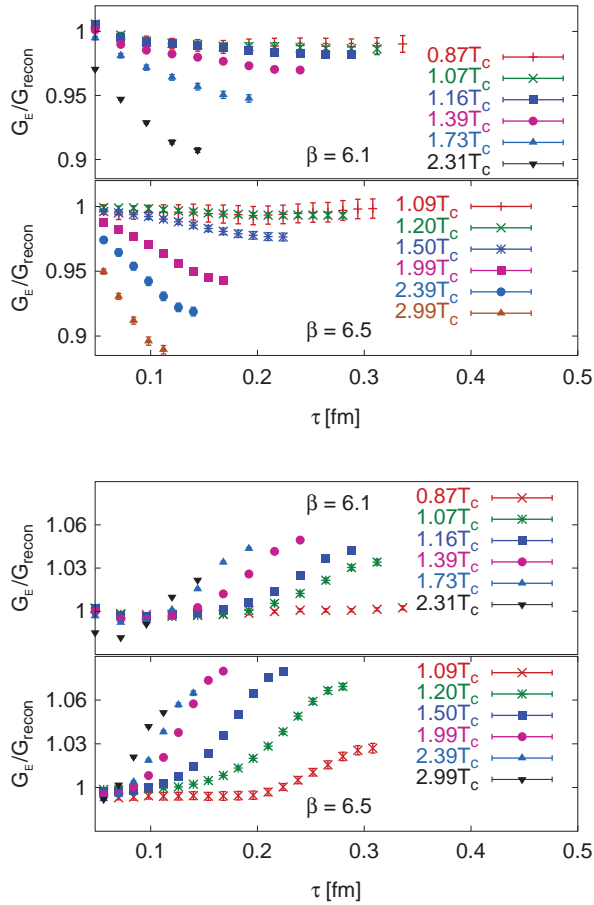 1
0.95
0.9
G_E/G_recon
0.87T_c
1.07T_c
1.16T_c
1.39T_c
1.73T_c
2.31T_c
β = 6.1
1
0.95
0.9
G_E/G_recon
1.09T_c
1.20T_c
1.50T_c
1.99T_c
2.39T_c
2.99T_c
β = 6.5
0.1 0.2 0.3 0.4 0.5
τ [fm]
1.06
1.03
1
G_E/G_recon
β = 6.1
0.87T_c
1.07T_c
1.16T_c
1.39T_c
1.73T_c
2.31T_c
1.06
1.03
1
G_E/G_recon
1.09T_c
1.20T_c
1.50T_c
1.99T_c
2.39T_c
2.99T_c
β = 6.5
0.1 0.2 0.3 0.4 0.5
τ [fm]